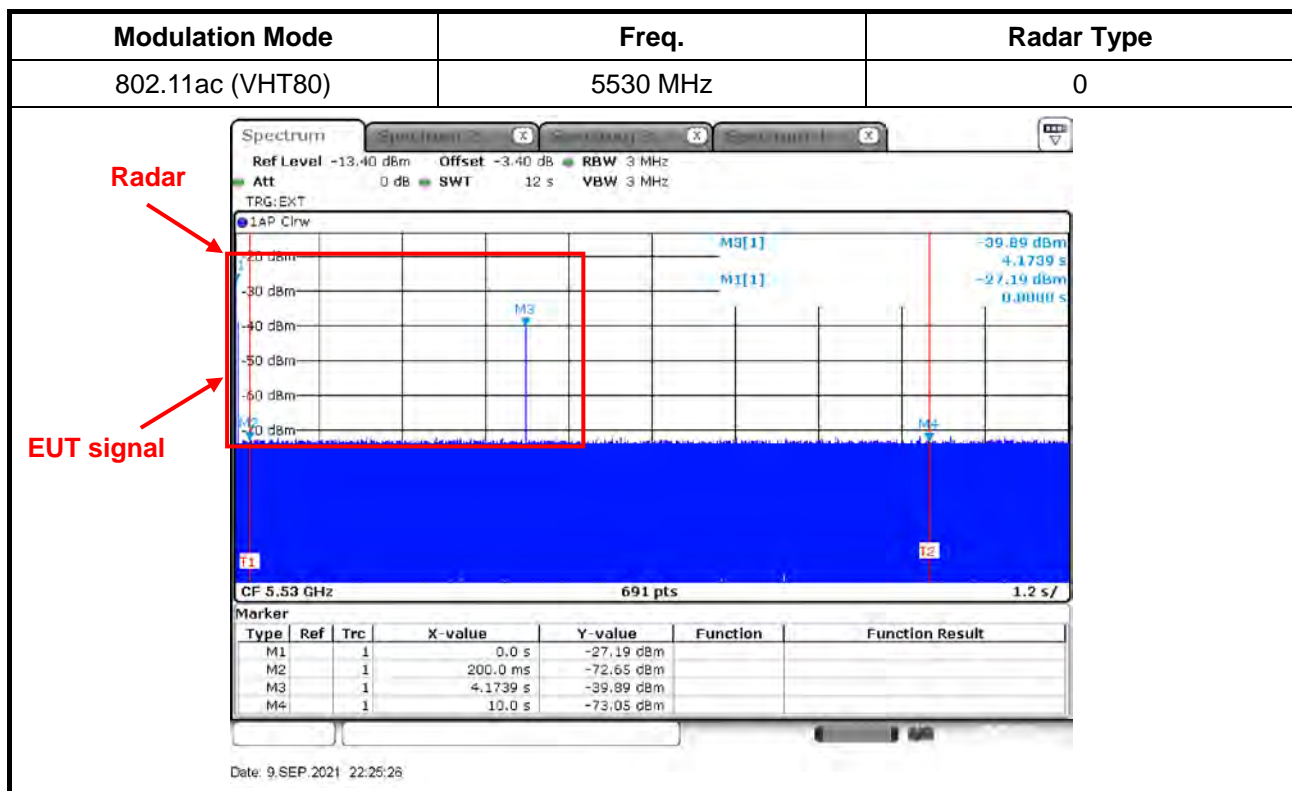 Modulation Mode Freq. Radar Type
802.11ac (VHT80) 5530 MHz 0
Spectrum
Ref Level -13.40 dBm Offset -3.40 dB RBW 3 MHz
Radar
Att 0 dB SWT 12 s VBW 3 MHz
TRG:EXT
1AP Clrw
M3[1] -39.89 dBm
-20 dBm
4.1739 s
M1[1] -27.19 dBm
-30 dBm
0.0000 s
M3
-40 dBm
-50 dBm
-60 dBm
M2 M4
-70 dBm
EUT signal
T1 T2
CF 5.53 GHz 691 pts 1.2 s/
Marker
Type Ref Trc X-value Y-value Function Function Result
M1 1 0.0 s -27.19 dBm
M2 1 200.0 ms -72.65 dBm
M3 1 4.1739 s -39.89 dBm
M4 1 10.0 s -73.05 dBm
Date: 9.SEP.2021 22:25:26